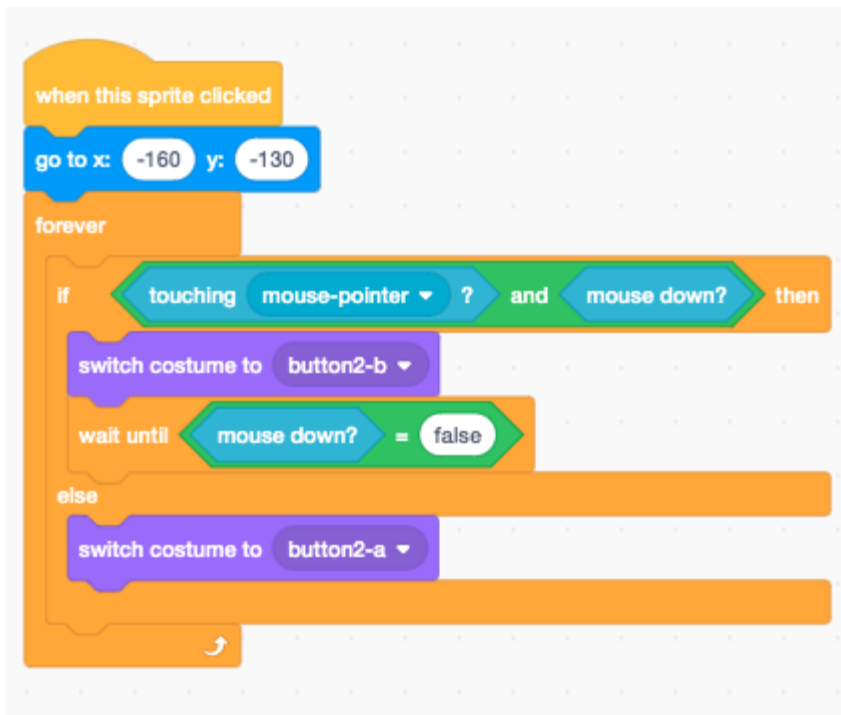 when this sprite clicked
go to x: -160 y: -130
forever
if touching mouse-pointer ? and mouse down? then
switch costume to button2-b
wait until mouse down? = false
else
switch costume to button2-a